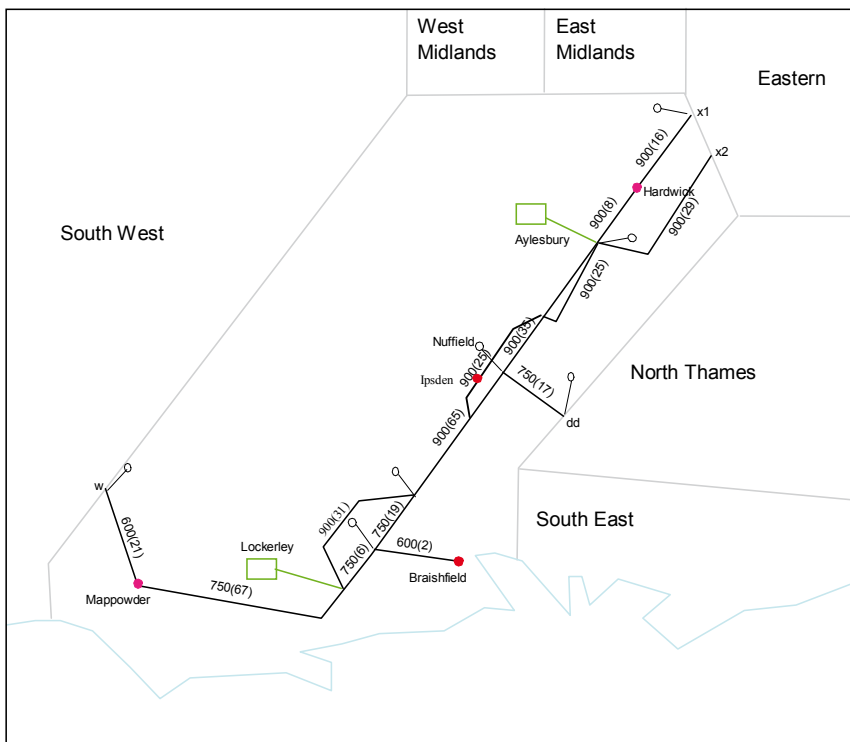 West
Midlands
East
Midlands
Eastern
x1
900(16)
x2
Hardwick
900(8)
900(29)
South West
Aylesbury
900(25)
Nuffield
900(35)
900(25)
Ipsden
750(17)
North Thames
900(65)
dd
w
600(21)
900(31)
750(19)
South East
Lockerley
750(6)
600(2)
Braishfield
750(67)
Mappowder